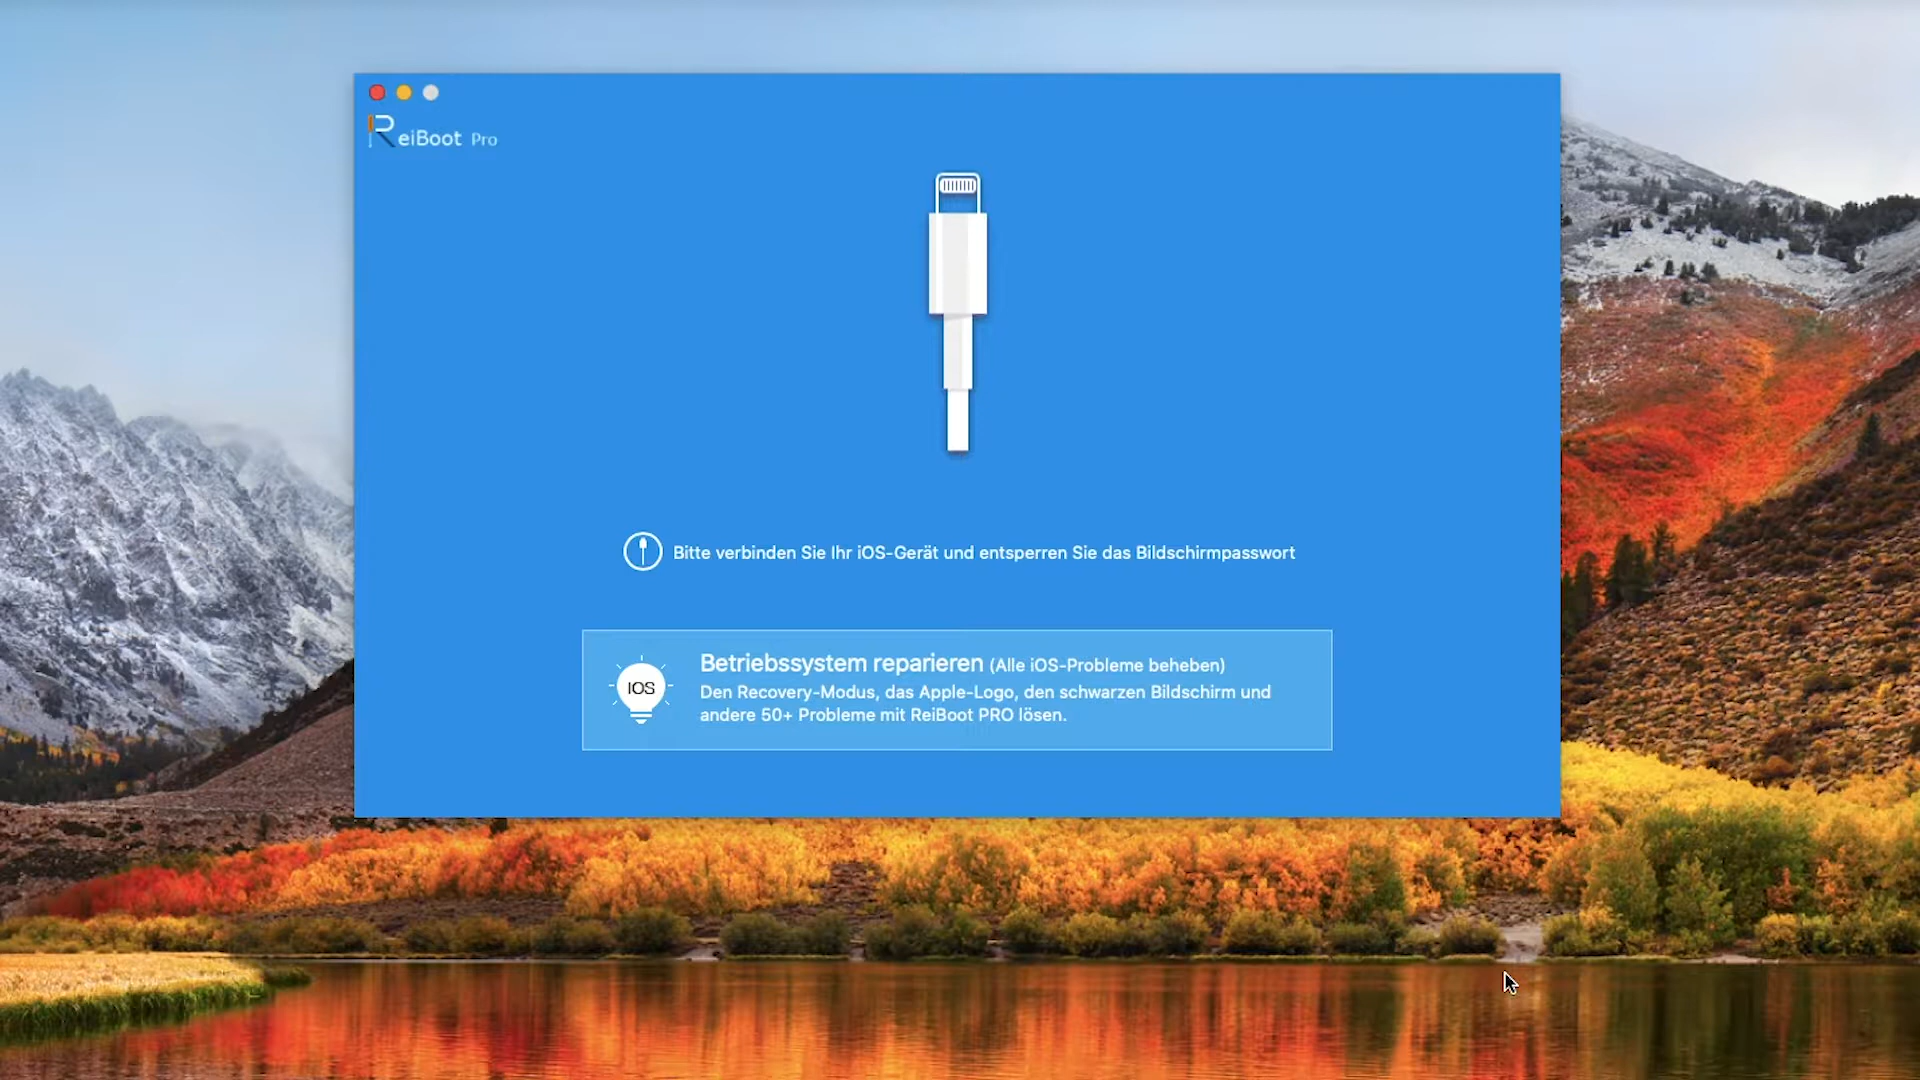 ReiBoot Pro
Bitte verbinden Sie Ihr iOS-Gerät und entsperren Sie das Bildschirmpasswort
IOS
Betriebssystem reparieren (Alle iOS-Probleme beheben)
Den Recovery-Modus, das Apple-Logo, den schwarzen Bildschirm und
andere 50+ Probleme mit ReiBoot PRO lösen.